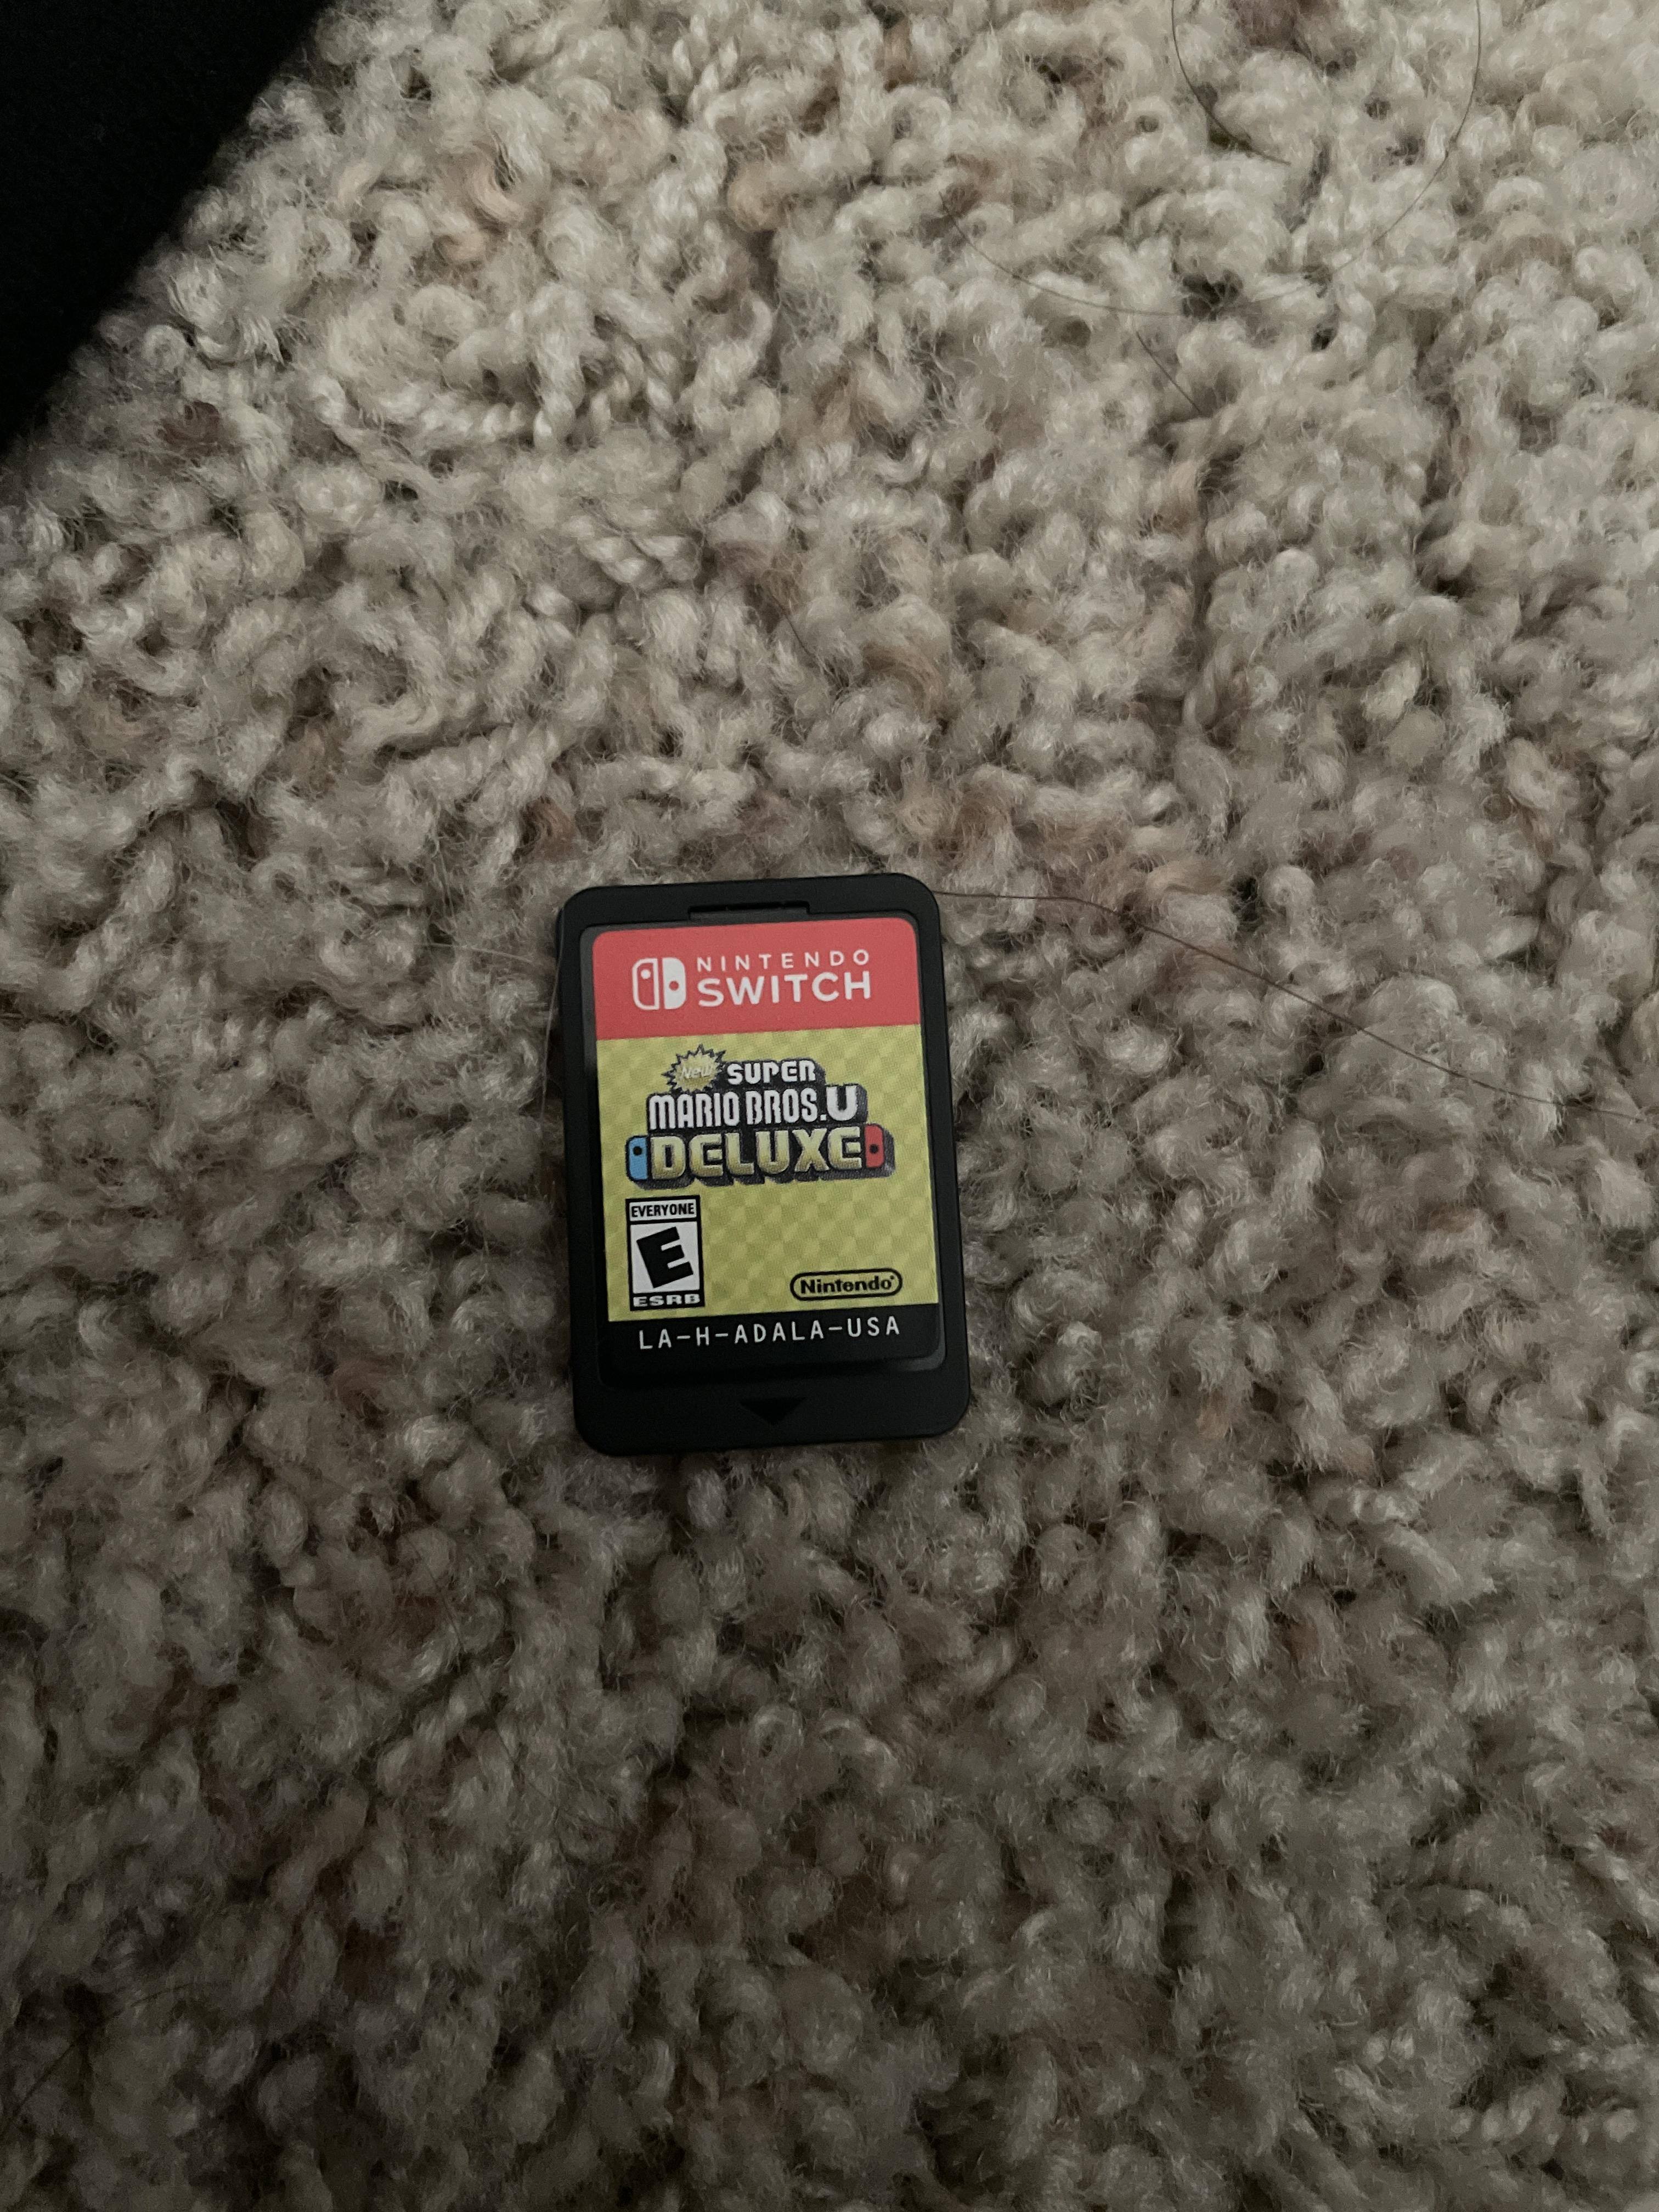 NINTENDO
SWITCH
New SUPER
MARIO BROS.U
DELUXE
EVERYONE
E
ESRB
Nintendo
LA-H-ADALA-USA